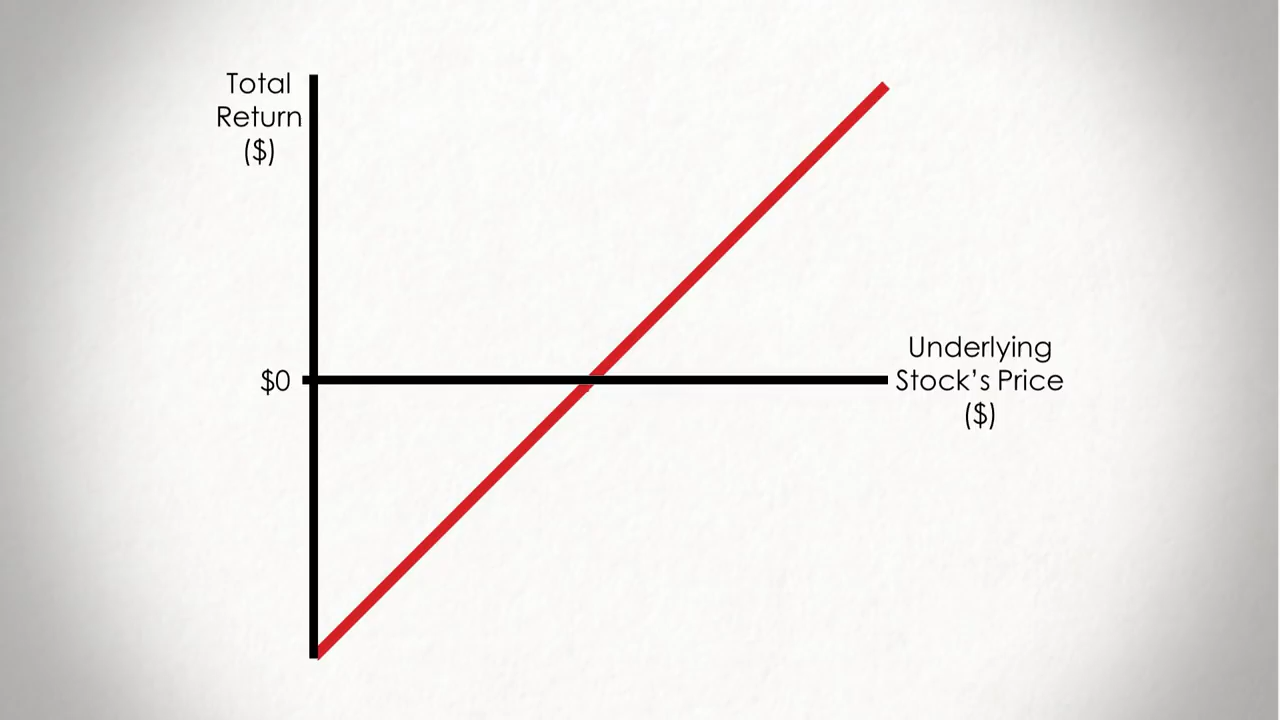 Total
Return
($)
$0
Underlying
Stock’s Price
($)